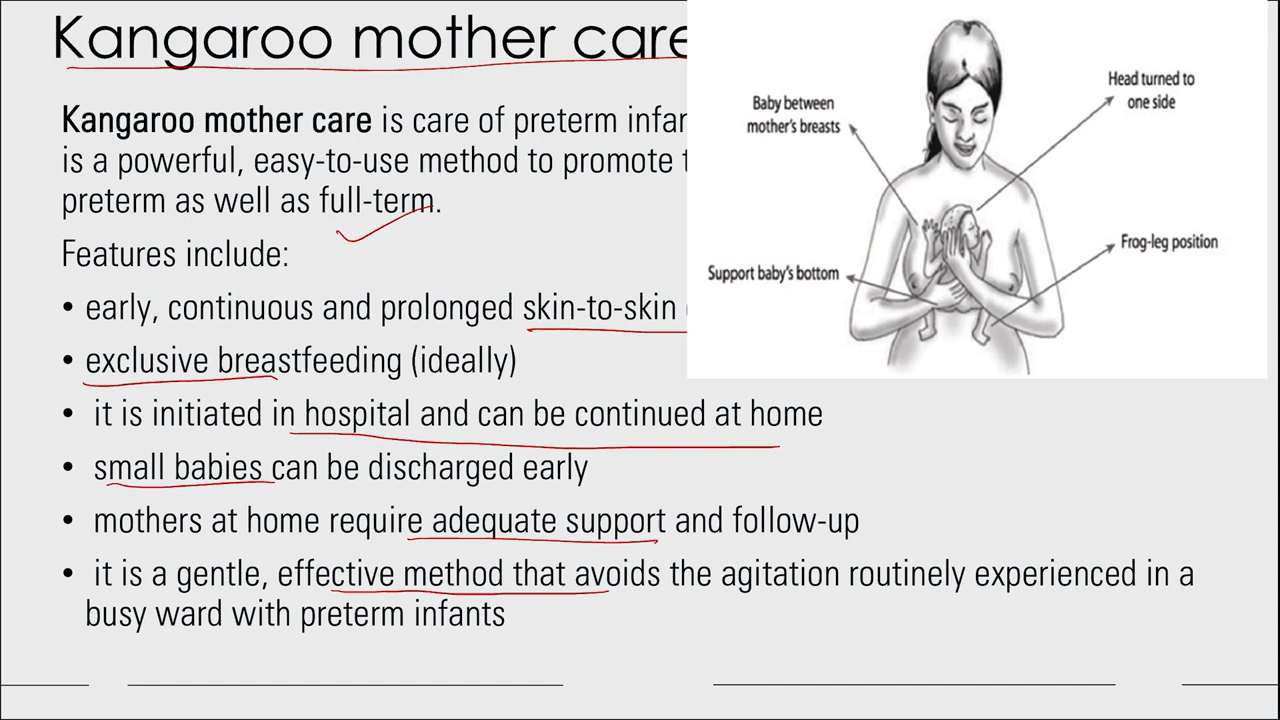 Kangaroo mother care
Kangaroo mother care is care of preterm infan
is a powerful, easy-to-use method to promote
preterm as well as full-term.
Features include:
• early, continuous and prolonged skin-to-skin
• exclusive breastfeeding (ideally)
• it is initiated in hospital and can be continued at home
• small babies can be discharged early
• mothers at home require adequate support and follow-up
• it is a gentle, effective method that avoids the agitation routinely experienced in a
busy ward with preterm infants
Baby between
mother's breasts
Head turned to
one side
Support baby's bottom
Frog-leg position